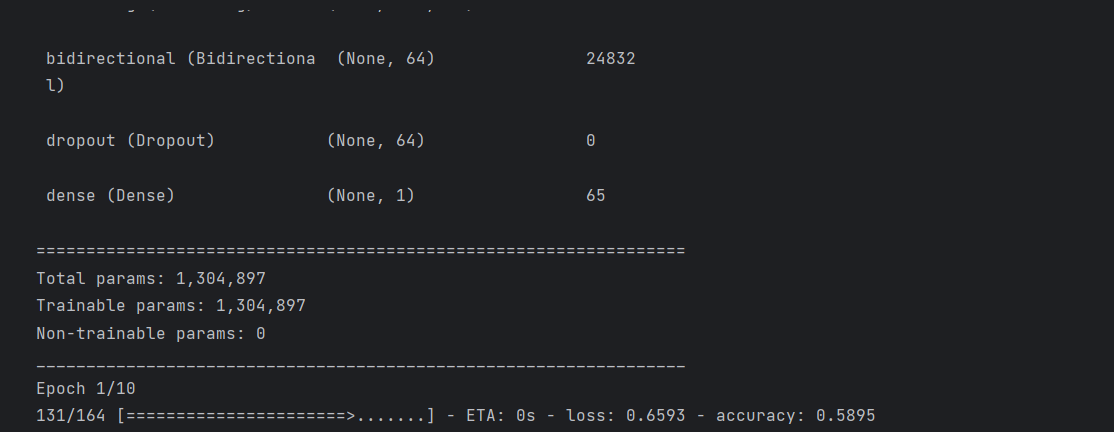 bidirectional (Bidirectiona  (None, 64)               24832
l)
dropout (Dropout)           (None, 64)                0
dense (Dense)               (None, 1)                 65
=================================================================
Total params: 1,304,897
Trainable params: 1,304,897
Non-trainable params: 0
_________________________________________________________________
Epoch 1/10
131/164 [======================>.......] - ETA: 0s - loss: 0.6593 - accuracy: 0.5895